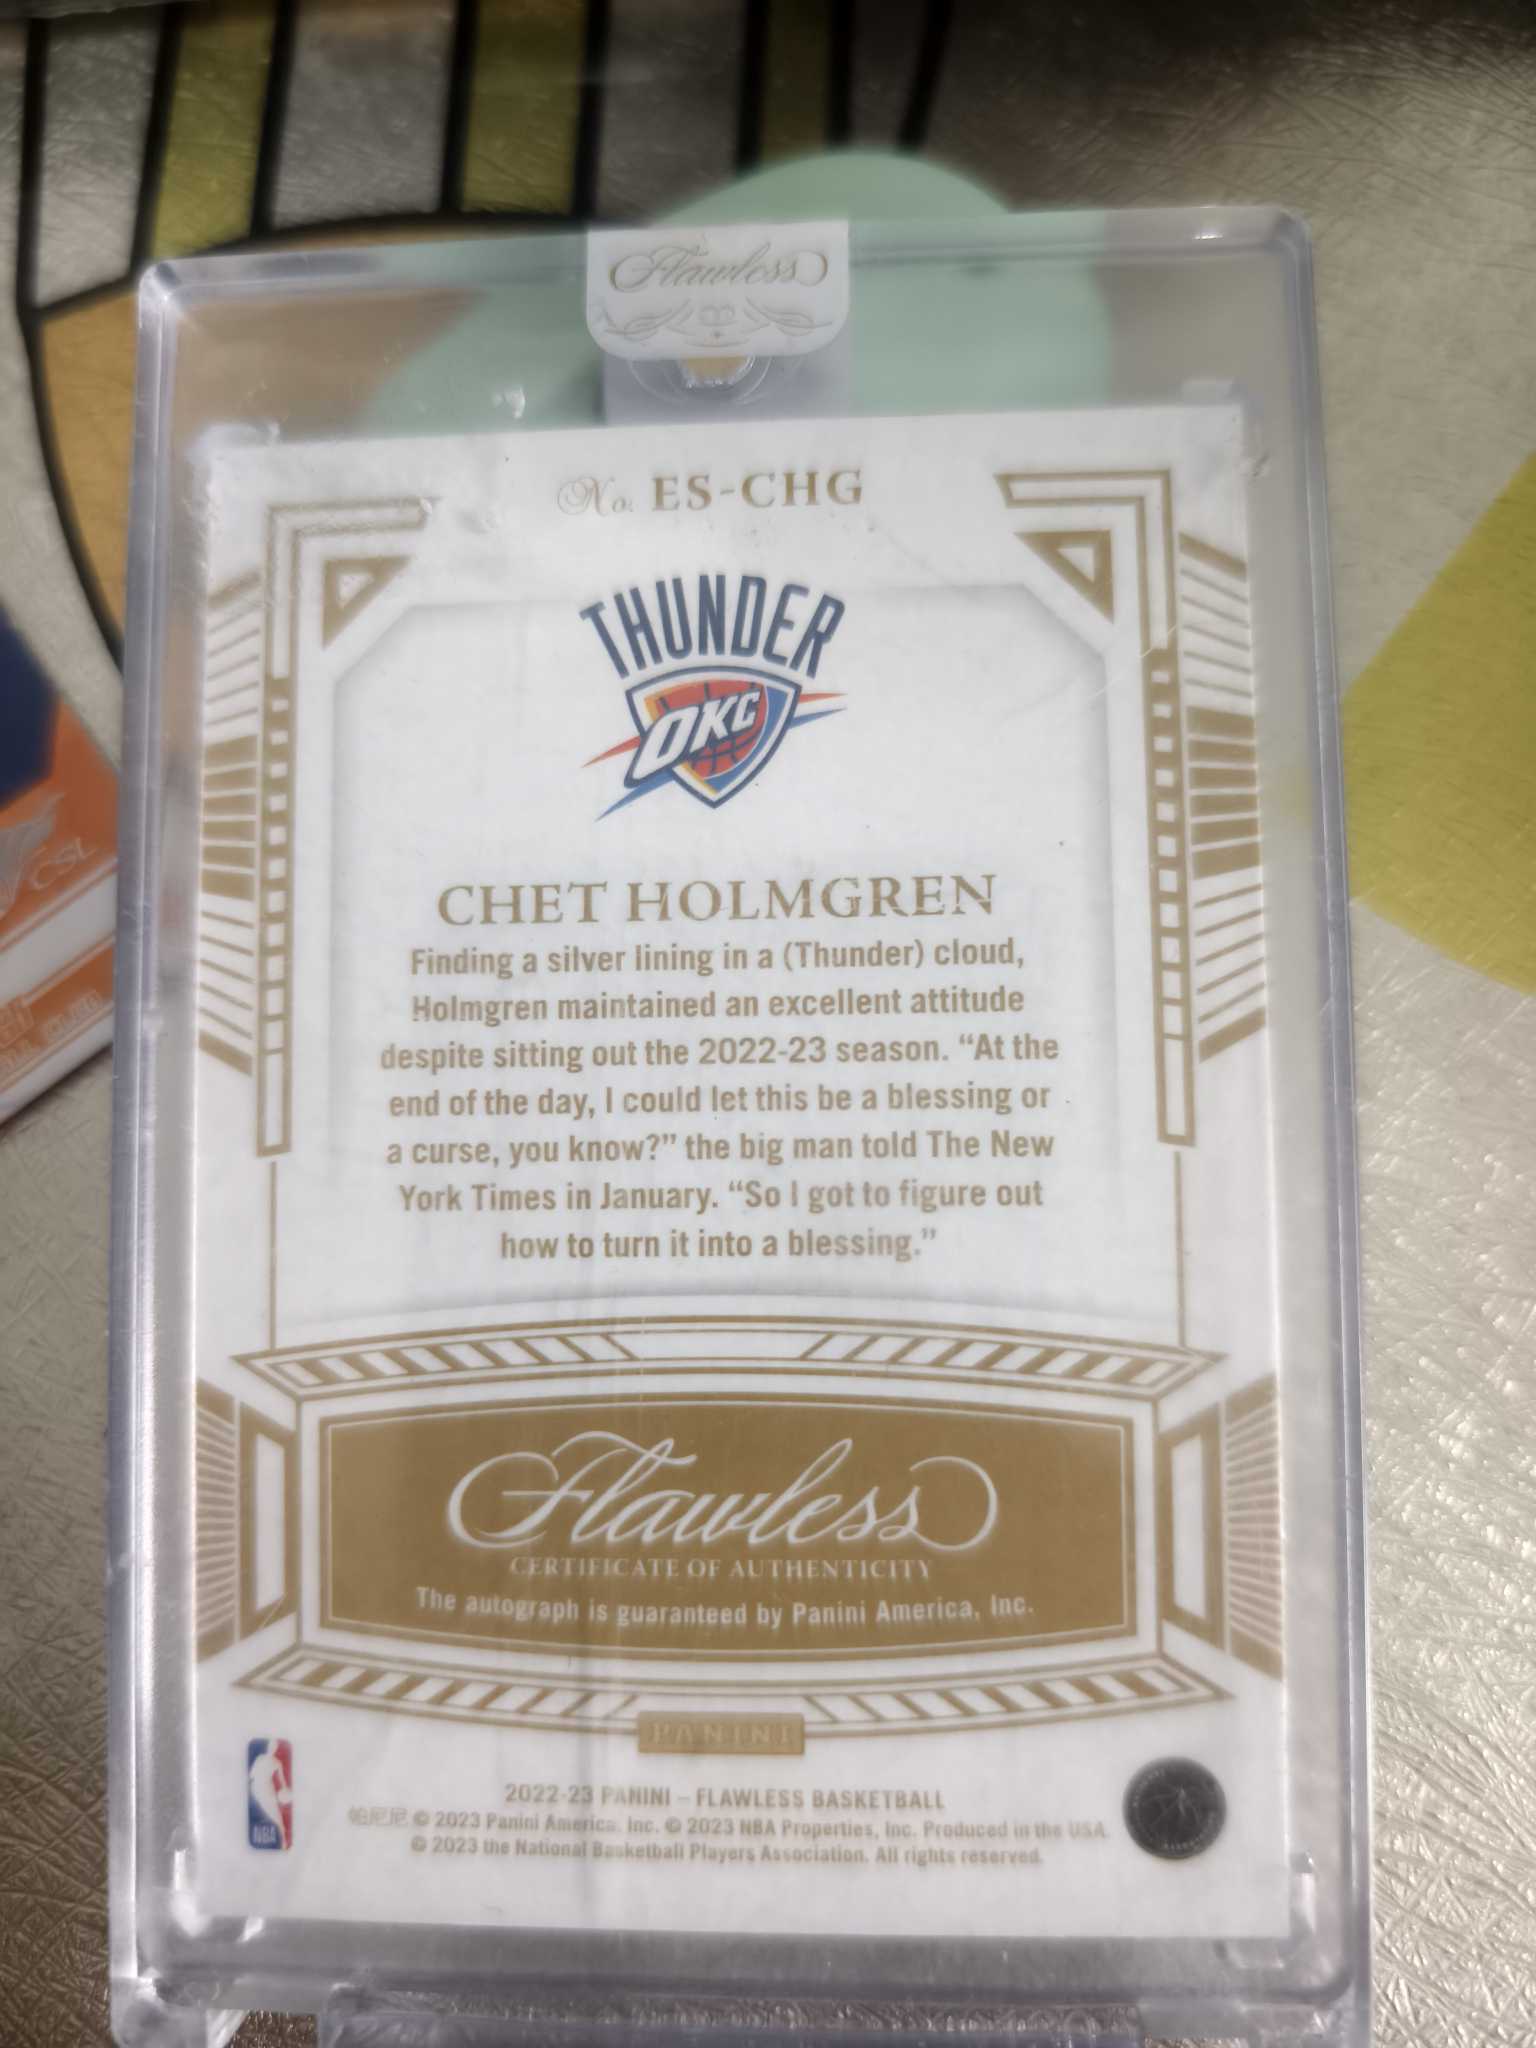 Flawless
No. ES-CHG
THUNDER
OKC
CHET HOLMGREN
Finding a silver lining in a (Thunder) cloud,
Holmgren maintained an excellent attitude
despite sitting out the 2022-23 season. “At the
end of the day, I could let this be a blessing or
a curse, you know?” the big man told The New
York Times in January. “So I got to figure out
how to turn it into a blessing.”
Flawless
CERTIFICATE OF AUTHENTICITY
The autograph is guaranteed by Panini America, Inc.
PANINI
2022-23 PANINI – FLAWLESS BASKETBALL
帕尼尼 © 2023 Panini America, Inc. © 2023 NBA Properties, Inc. Produced in the USA.
© 2023 the National Basketball Players Association. All rights reserved.
NBA
CSL